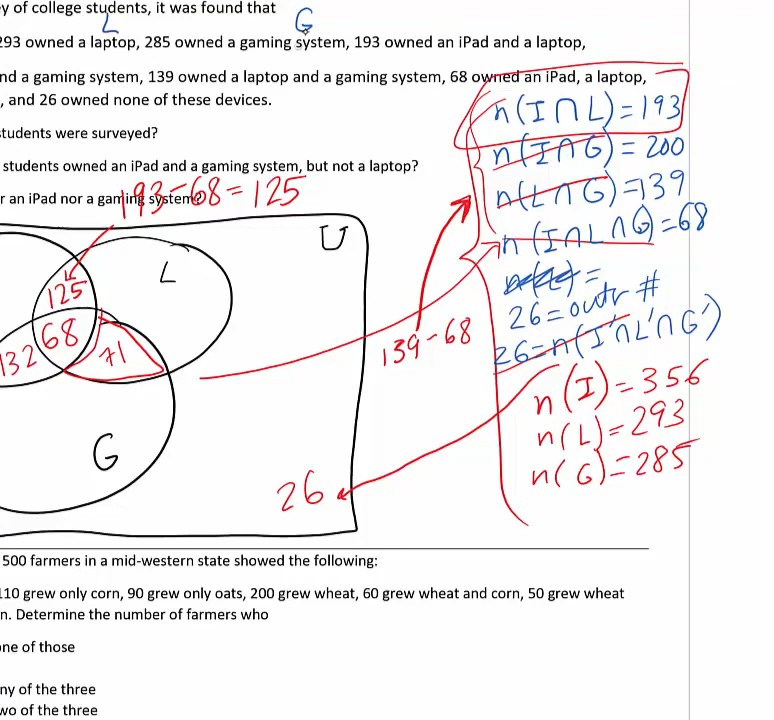 y of college students, it was found that
L
G
293 owned a laptop, 285 owned a gaming system, 193 owned an iPad and a laptop,
nd a gaming system, 139 owned a laptop and a gaming system, 68 owned an iPad, a laptop,
, and 26 owned none of these devices.
students were surveyed?
students owned an iPad and a gaming system, but not a laptop?
r an iPad nor a gaming system?
193-68=125
n(I∩L)=193
n(I∩G)=200
n(L∩G)=139
n(I∩L∩G)=68
26=outr #
26=n(I'∩L'∩G')
n(I)=356
n(L)=293
n(G)=285
U
L
125
68
132
71
139-68
G
26
500 farmers in a mid-western state showed the following:
110 grew only corn, 90 grew only oats, 200 grew wheat, 60 grew wheat and corn, 50 grew wheat
n. Determine the number of farmers who
one of those
ny of the three
wo of the three